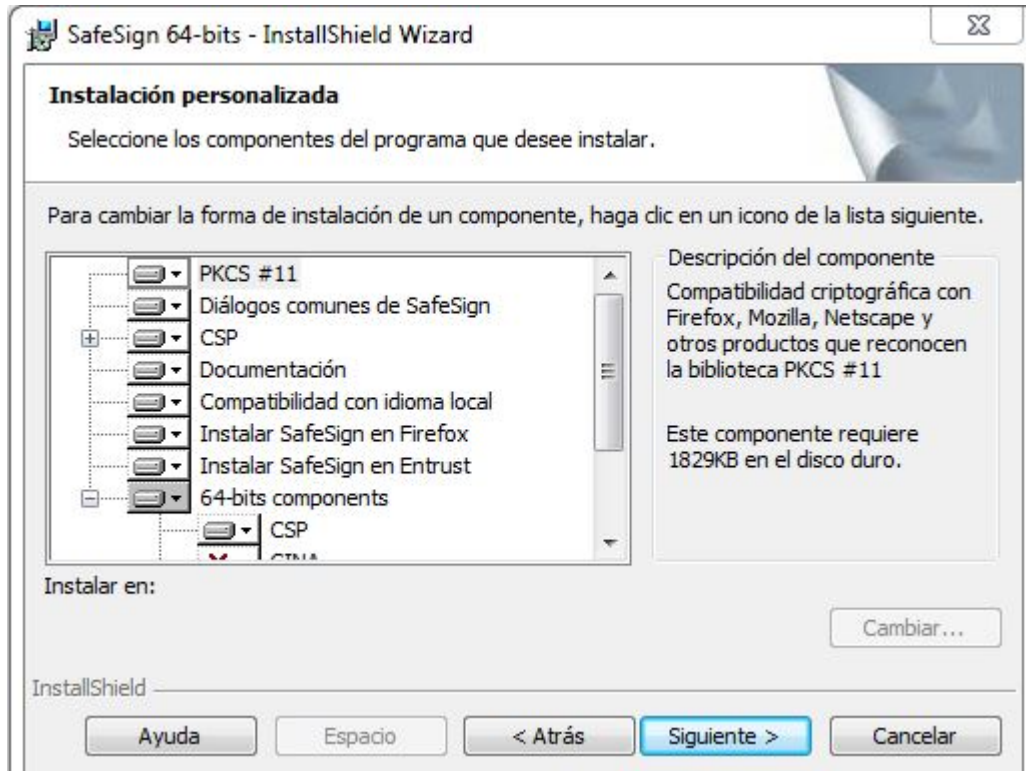 SafeSign 64-bits - InstallShield Wizard
Instalación personalizada
Seleccione los componentes del programa que desee instalar.
Para cambiar la forma de instalación de un componente, haga clic en un icono de la lista siguiente.
PKCS #11
Diálogos comunes de SafeSign
CSP
Documentación
Compatibilidad con idioma local
Instalar SafeSign en Firefox
Instalar SafeSign en Entrust
64-bits components
CSP
GINA
Descripción del componente
Compatibilidad criptográfica con
Firefox, Mozilla, Netscape y
otros productos que reconocen
la biblioteca PKCS #11
Este componente requiere
1829KB en el disco duro.
Instalar en:
Cambiar...
InstallShield
Ayuda
Espacio
< Atrás
Siguiente >
Cancelar